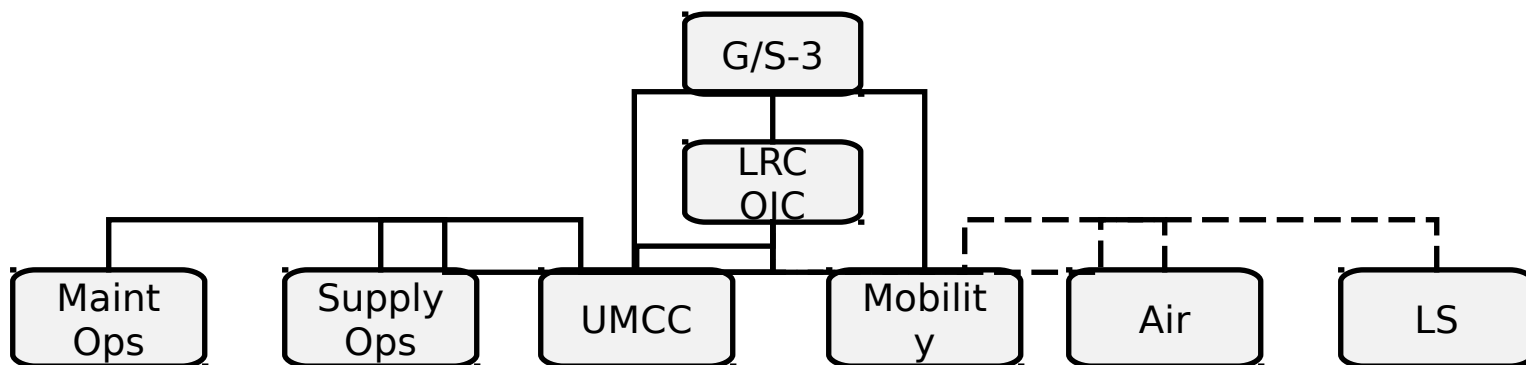 G/S-3
LRC
OIC
Maint
Ops
Supply
Ops
UMCC
Mobilit
y
Air
LS